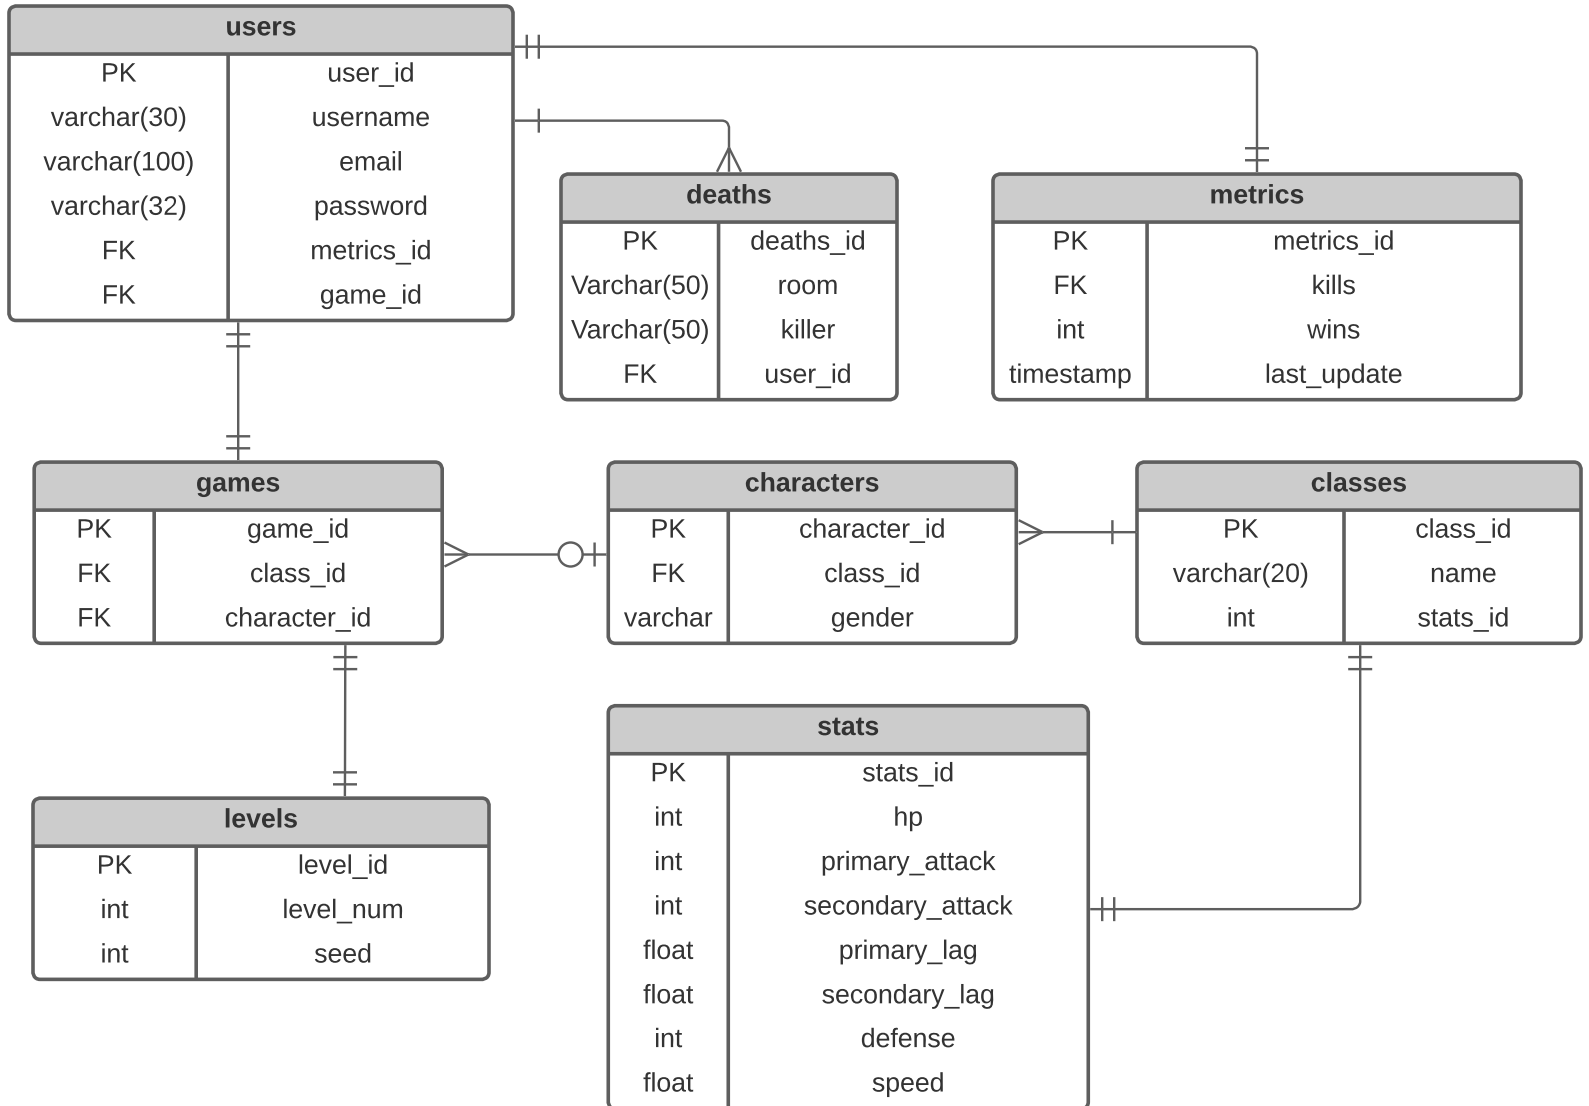 users
PK user_id
varchar(30) username
varchar(100) email
varchar(32) password
FK metrics_id
FK game_id
deaths
PK deaths_id
Varchar(50) room
Varchar(50) killer
FK user_id
metrics
PK metrics_id
FK kills
int wins
timestamp last_update
games
PK game_id
FK class_id
FK character_id
characters
PK character_id
FK class_id
varchar gender
classes
PK class_id
varchar(20) name
int stats_id
levels
PK level_id
int level_num
int seed
stats
PK stats_id
int hp
int primary_attack
int secondary_attack
float primary_lag
float secondary_lag
int defense
float speed